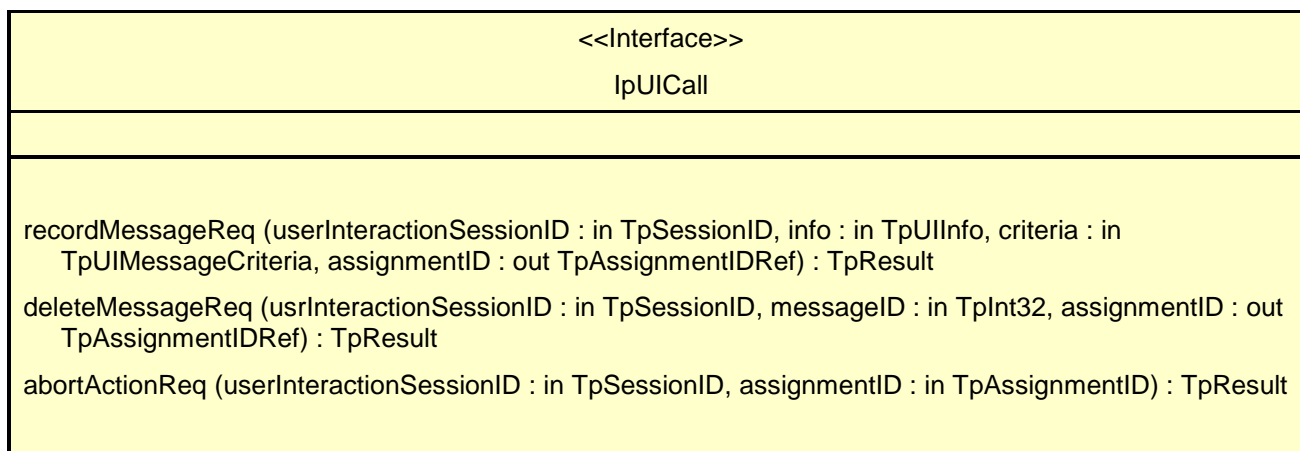 <<Interface>>
IpUICall
recordMessageReq (userInteractionSessionID : in TpSessionID, info : in TpUIInfo, criteria : in
TpUIMessageCriteria, assignmentID : out TpAssignmentIDRef) : TpResult
deleteMessageReq (usrInteractionSessionID : in TpSessionID, messageID : in TpInt32, assignmentID : out
TpAssignmentIDRef) : TpResult
abortActionReq (userInteractionSessionID : in TpSessionID, assignmentID : in TpAssignmentID) : TpResult